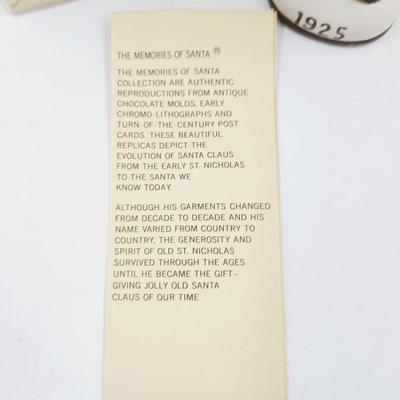 1925
THE MEMORIES OF SANTA ®
THE MEMORIES OF SANTA
COLLECTION ARE AUTHENTIC
REPRODUCTIONS FROM ANTIQUE
CHOCOLATE MOLDS, EARLY
CHROMO-LITHOGRAPHS AND
TURN-OF-THE-CENTURY POST
CARDS. THESE BEAUTIFUL
REPLICAS DEPICT THE
EVOLUTION OF SANTA CLAUS
FROM THE EARLY ST. NICHOLAS
TO THE SANTA WE
KNOW TODAY.
ALTHOUGH HIS GARMENTS CHANGED
FROM DECADE TO DECADE AND HIS
NAME VARIED FROM COUNTRY TO
COUNTRY, THE GENEROSITY AND
SPIRIT OF OLD ST. NICHOLAS
SURVIVED THROUGH THE AGES
UNTIL HE BECAME THE GIFT-
GIVING JOLLY OLD SANTA
CLAUS OF OUR TIME